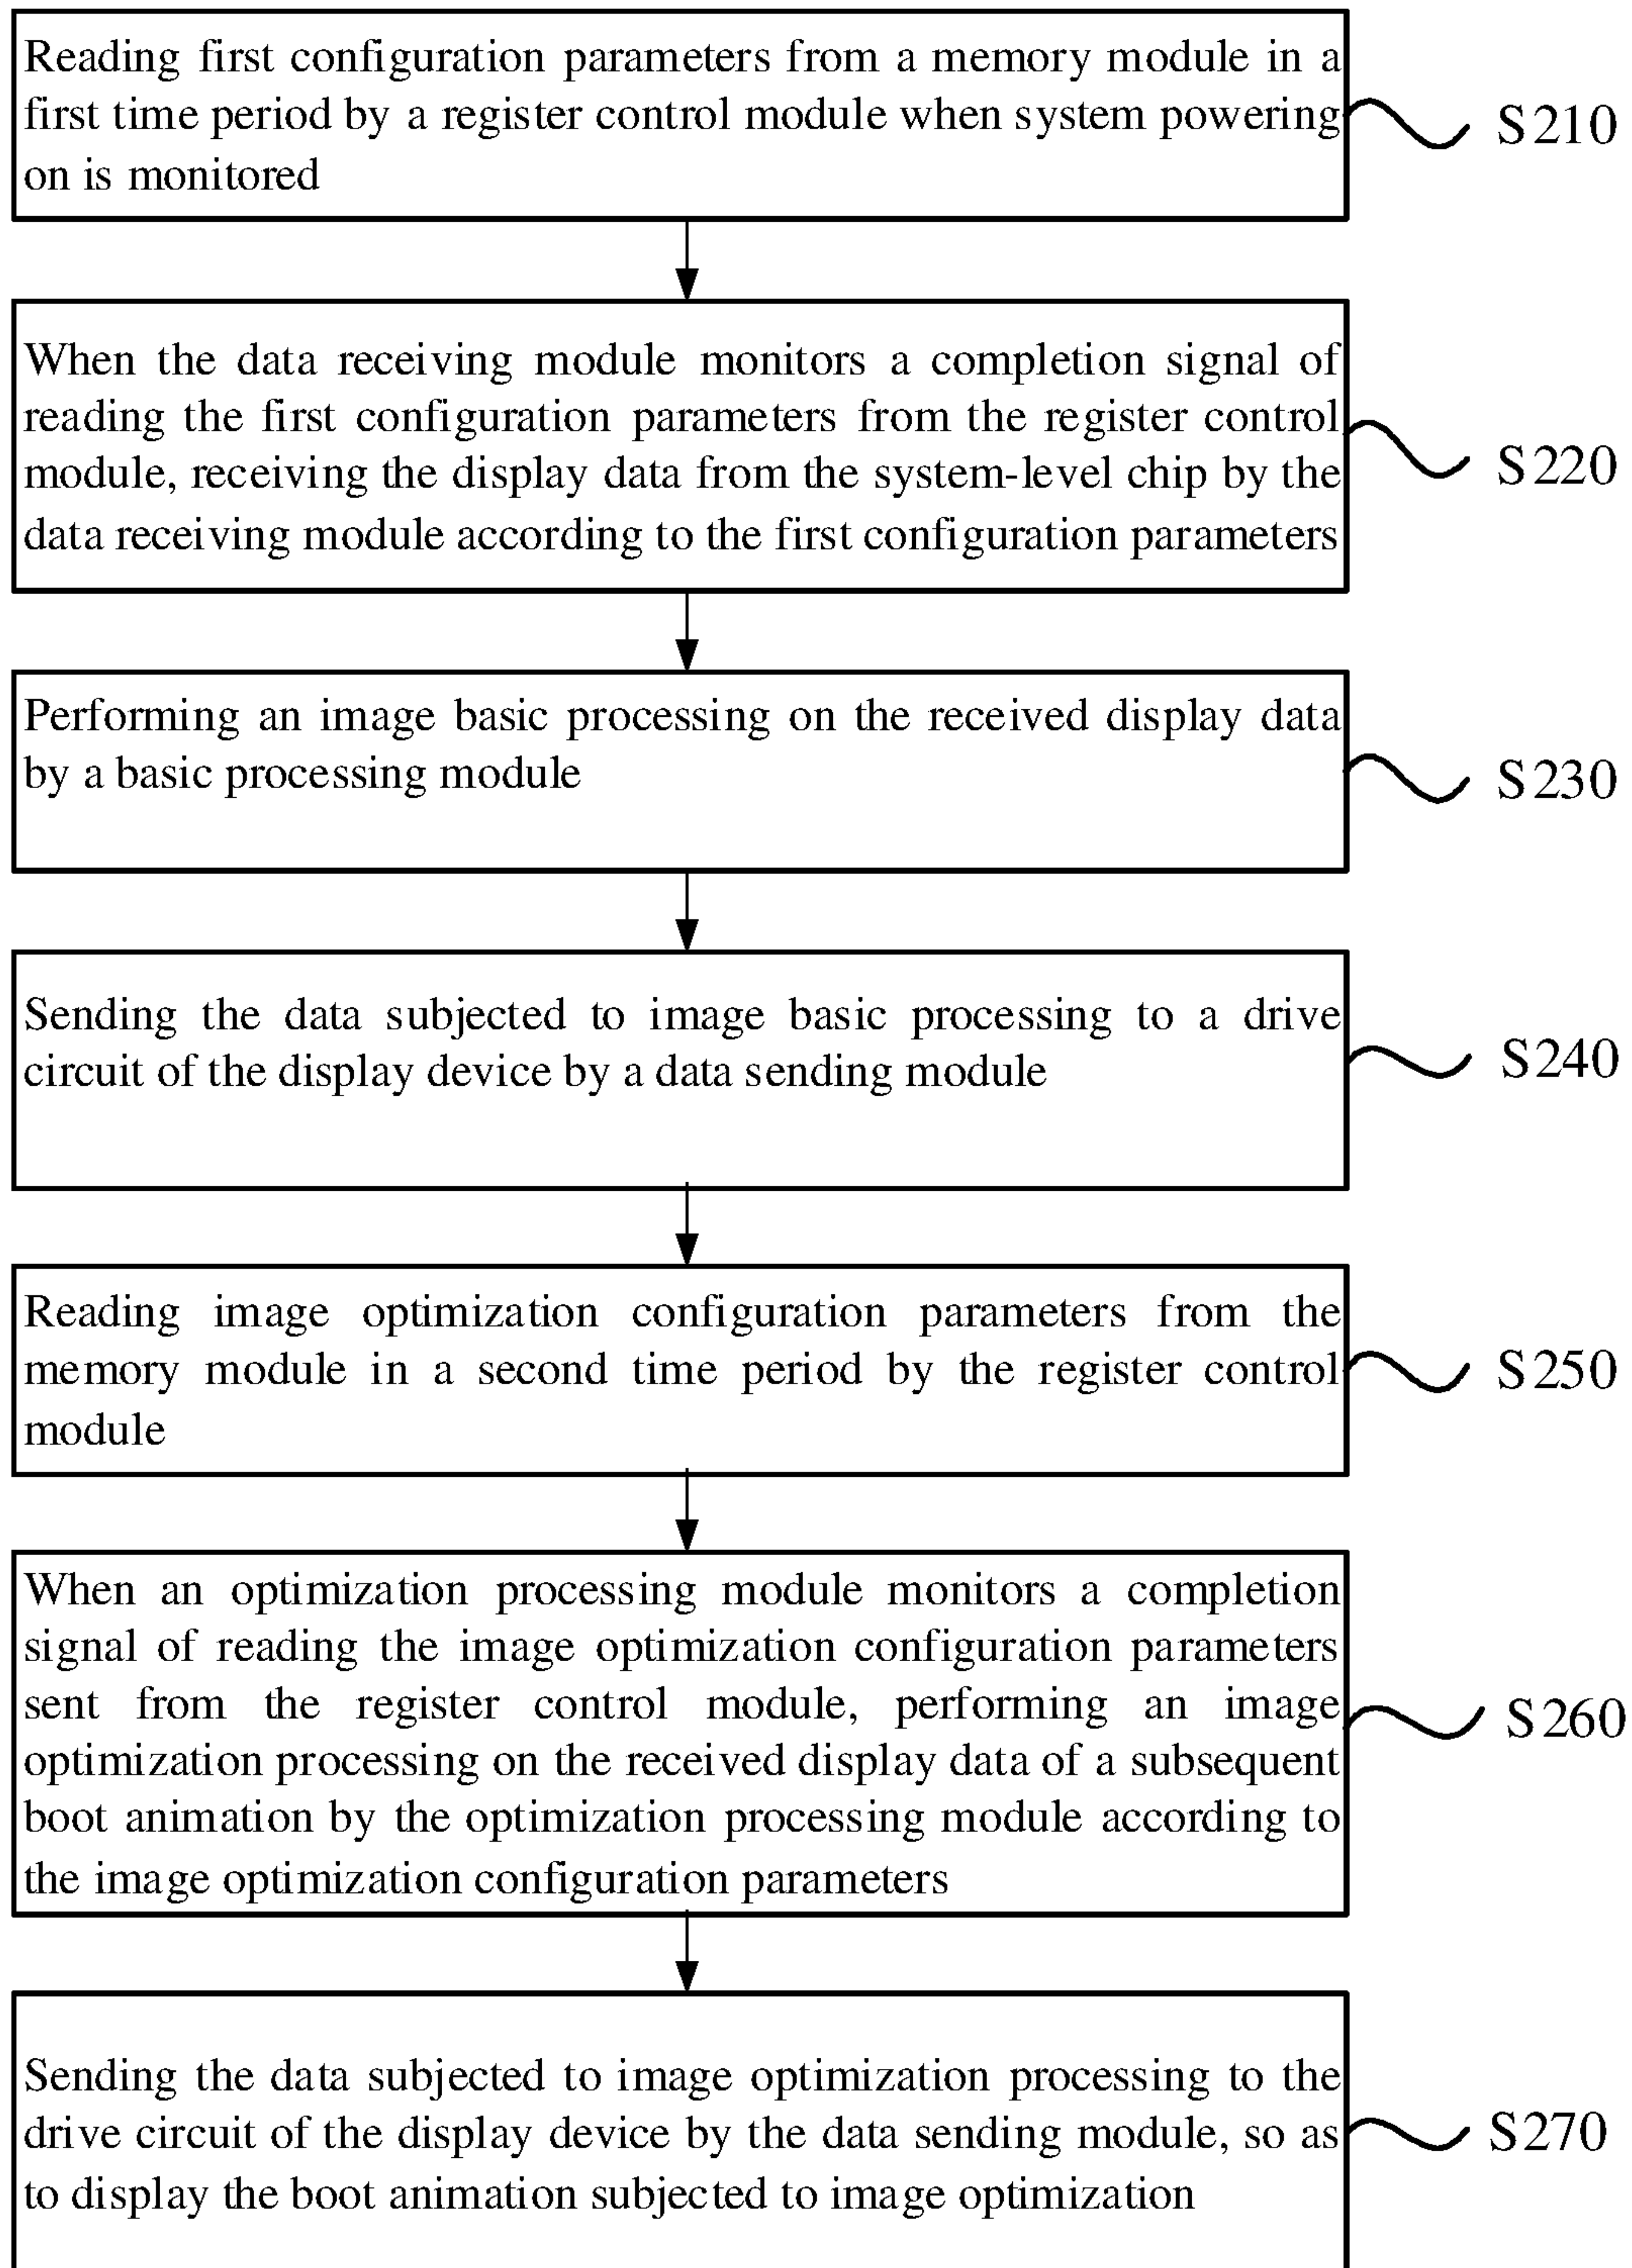 Reading first configuration parameters from a memory module in a
first time period by a register control module when system powering
on is monitored
S210
When the data receiving module monitors a completion signal of
reading the first configuration parameters from the register control
module, receiving the display data from the system-level chip by the
data receiving module according to the first configuration parameters
S220
Performing an image basic processing on the received display data
by a basic processing module
S230
Sending the data subjected to image basic processing to a drive
circuit of the display device by a data sending module
S240
Reading image optimization configuration parameters from the
memory module in a second time period by the register control
module
S250
When an optimization processing module monitors a completion
signal of reading the image optimization configuration parameters
sent from the register control module, performing an image
optimization processing on the received display data of a subsequent
boot animation by the optimization processing module according to
the image optimization configuration parameters
S260
Sending the data subjected to image optimization processing to the
drive circuit of the display device by the data sending module, so as
to display the boot animation subjected to image optimization
S270